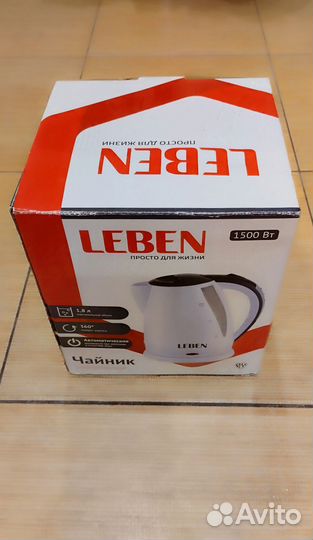 LEBEN
ПРОСТО ДЛЯ ЖИЗНИ
LEBEN
ПРОСТО ДЛЯ ЖИЗНИ
1500 Вт
1,8 л
360°
Автоматическое
LEBEN
Чайник
Avito